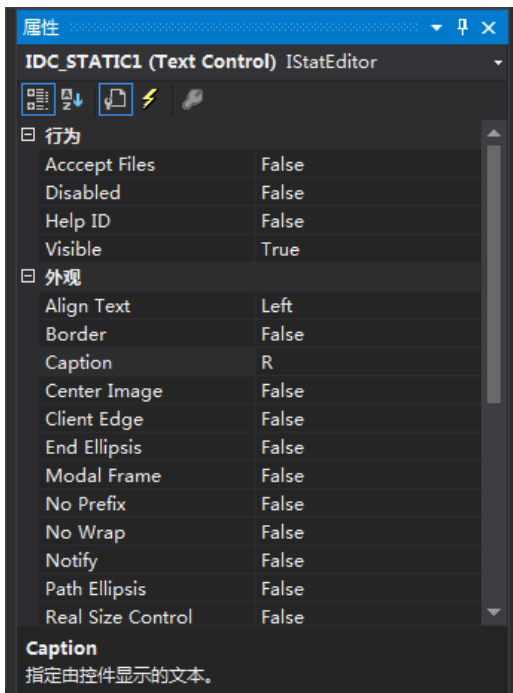 属性
IDC_STATIC1 (Text Control) IStatEditor
行为
Acccept Files False
Disabled False
Help ID False
Visible True
外观
Align Text Left
Border False
Caption R
Center Image False
Client Edge False
End Ellipsis False
Modal Frame False
No Prefix False
No Wrap False
Notify False
Path Ellipsis False
Real Size Control False
Caption
指定由控件显示的文本。